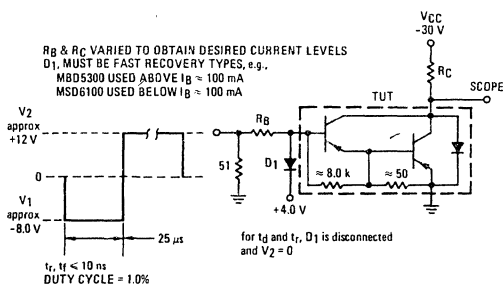 RB & RC VARIED TO OBTAIN DESIRED CURRENT LEVELS
D1, MUST BE FAST RECOVERY TYPES, e.g.,
MBD5300 USED ABOVE IB ≈ 100 mA
MSD6100 USED BELOW IB ≈ 100 mA
VCC
-30 V
RC
SCOPE
TUT
V2
approx
+12 V
0
V1
approx
-8.0 V
25 μs
RB
51
D1
+4.0 V
≈ 8.0 k
≈ 50
for td and tr, D1 is disconnected
and V2 = 0
tr, tf ≤ 10 ns
DUTY CYCLE = 1.0%